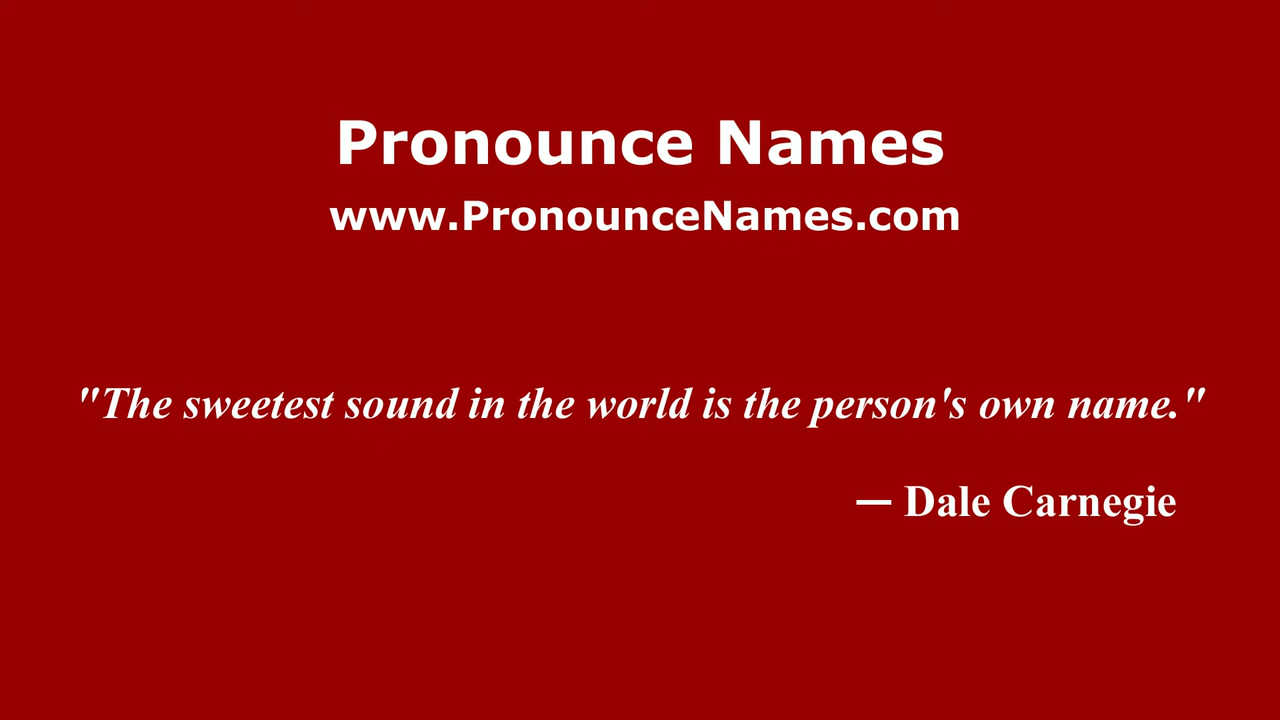 Pronounce Names
www.PronounceNames.com
"The sweetest sound in the world is the person's own name."
— Dale Carnegie